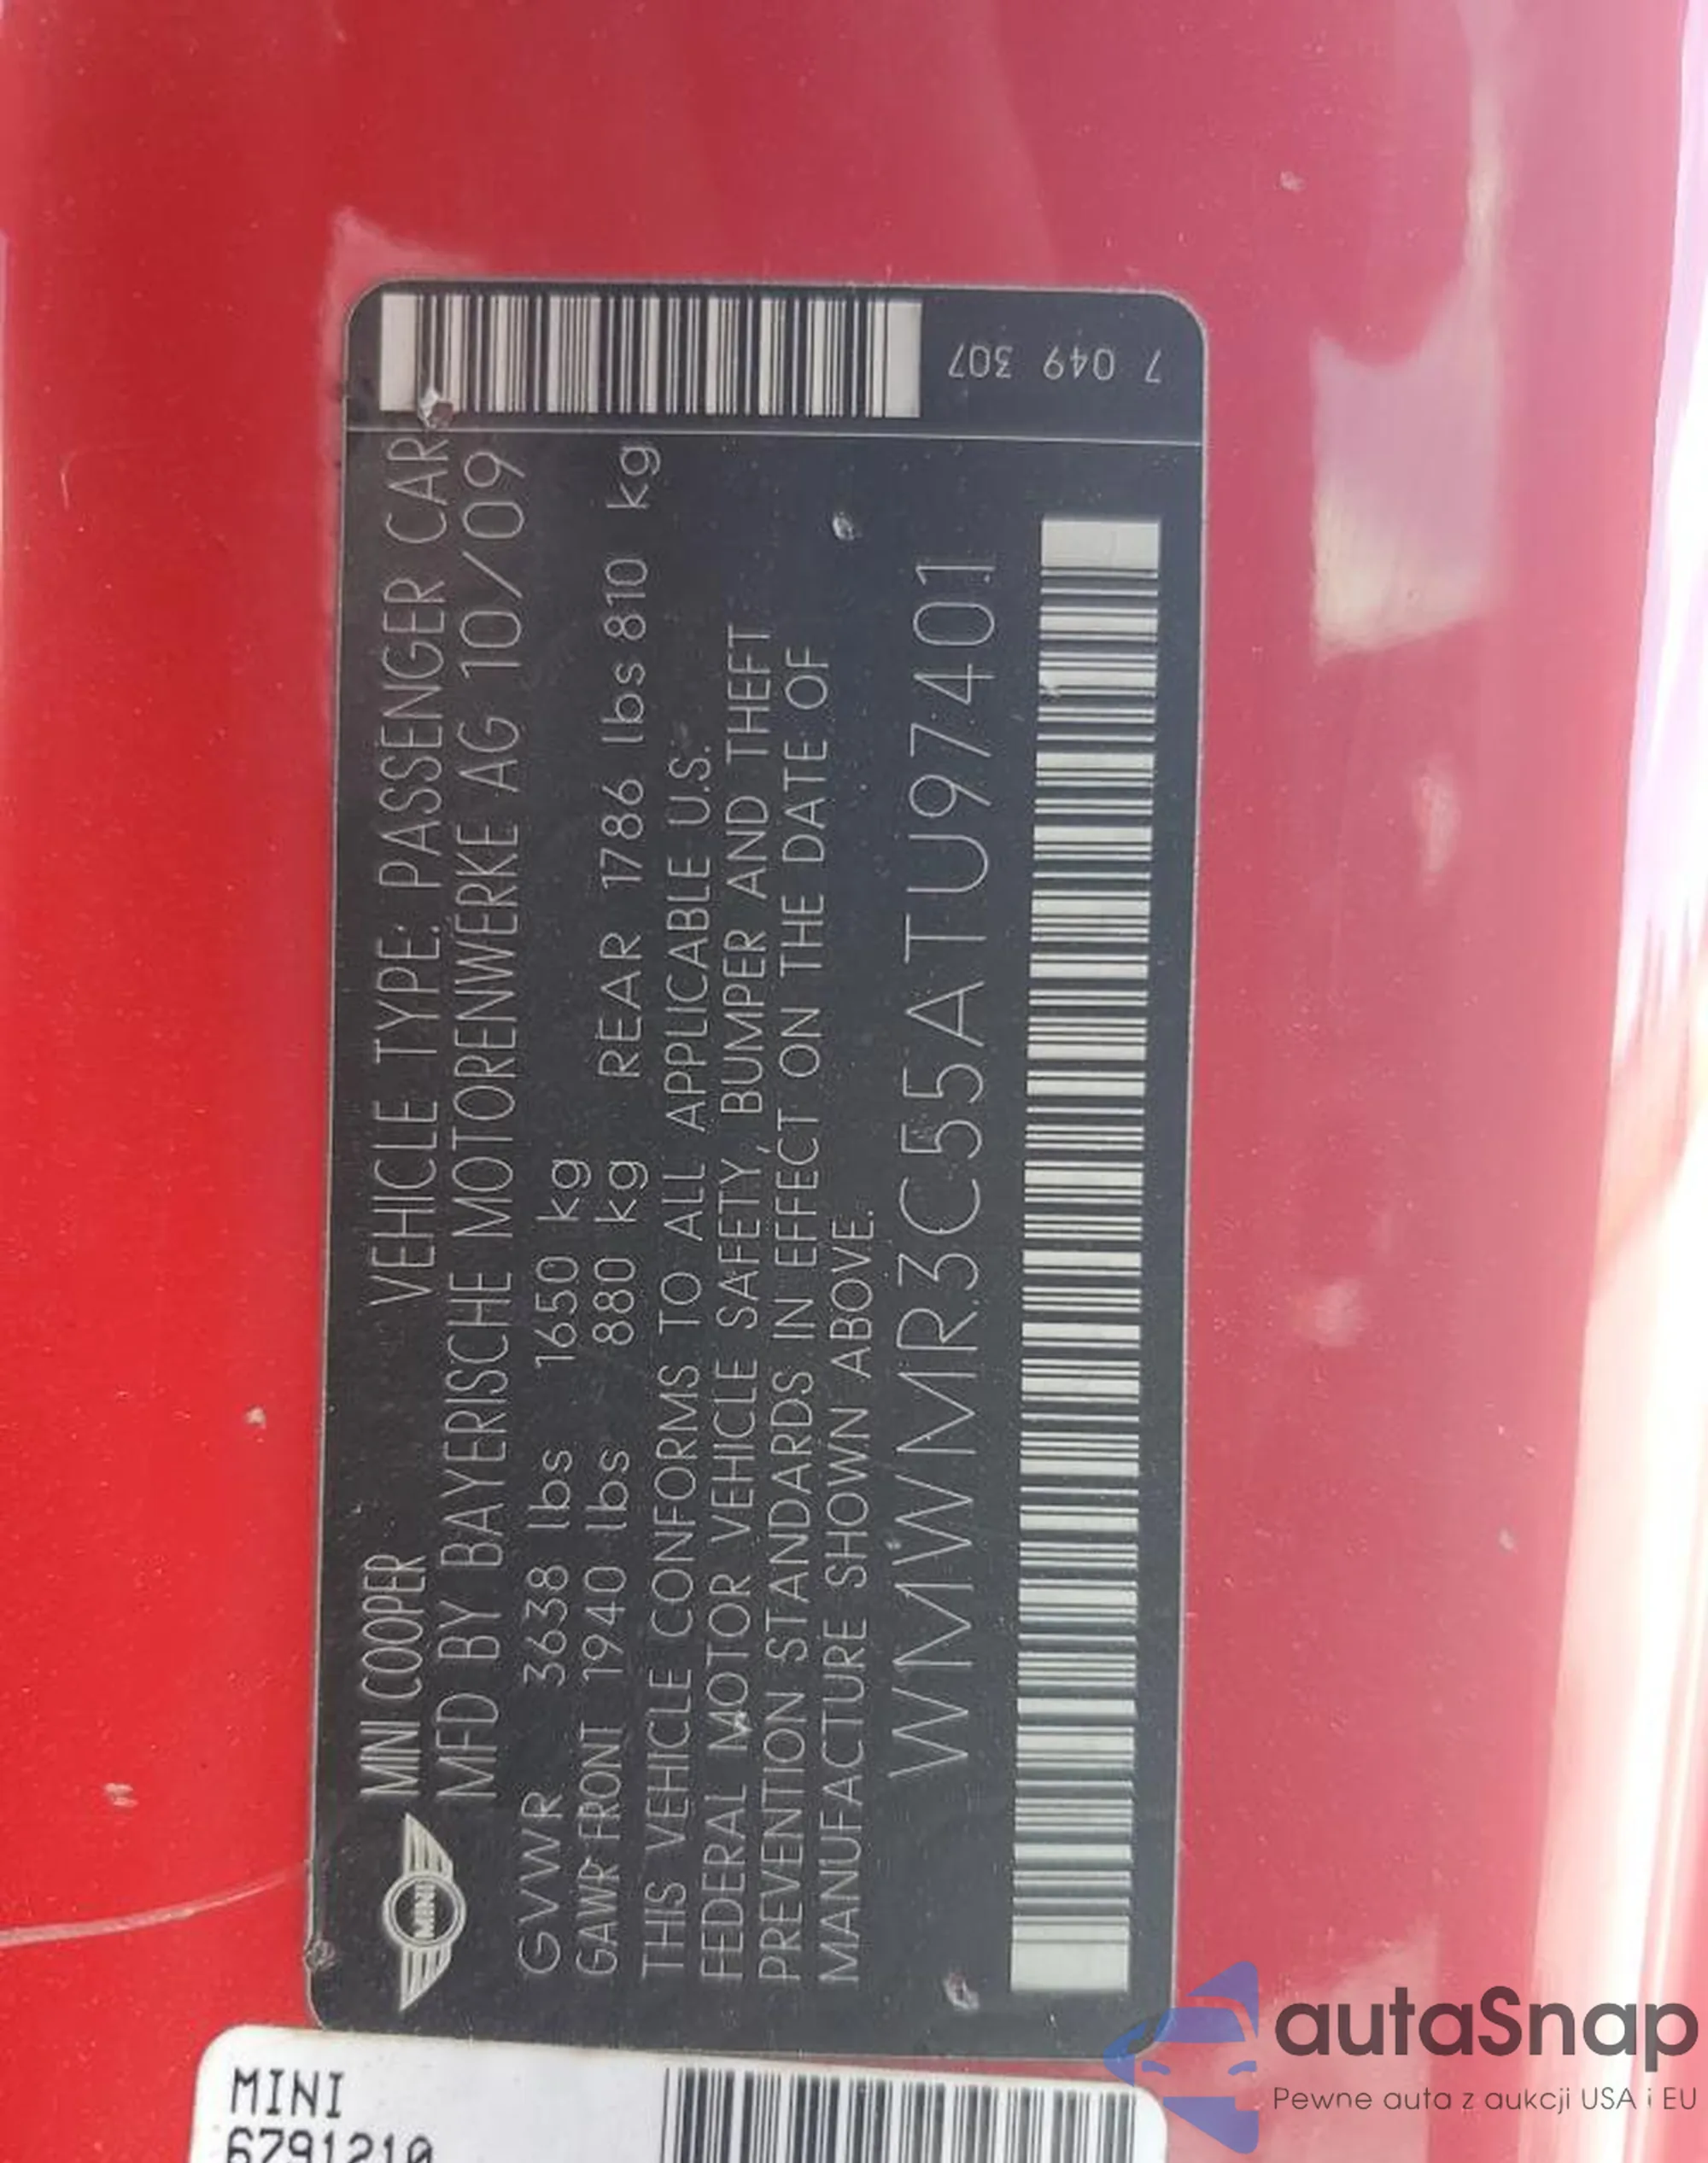 MINI COOPER VEHICLE TYPE: PASSENGER CAR
MFD BY BAYERISCHE MOTORENWERKE AG 10/09
GVWR 3638 lbs 1650 kg
GAWR FRONT 1940 lbs 880 kg REAR 1786 lbs 810 kg
THIS VEHICLE CONFORMS TO ALL APPLICABLE U.S.
FEDERAL MOTOR VEHICLE SAFETY, BUMPER AND THEFT
PREVENTION STANDARDS IN EFFECT ON THE DATE OF
MANUFACTURE SHOWN ABOVE.
WMWMR3C55ATU97401
MINI
7 049 307
MINI
6791210
autaSnap
Pewne auta z aukcji USA i EU